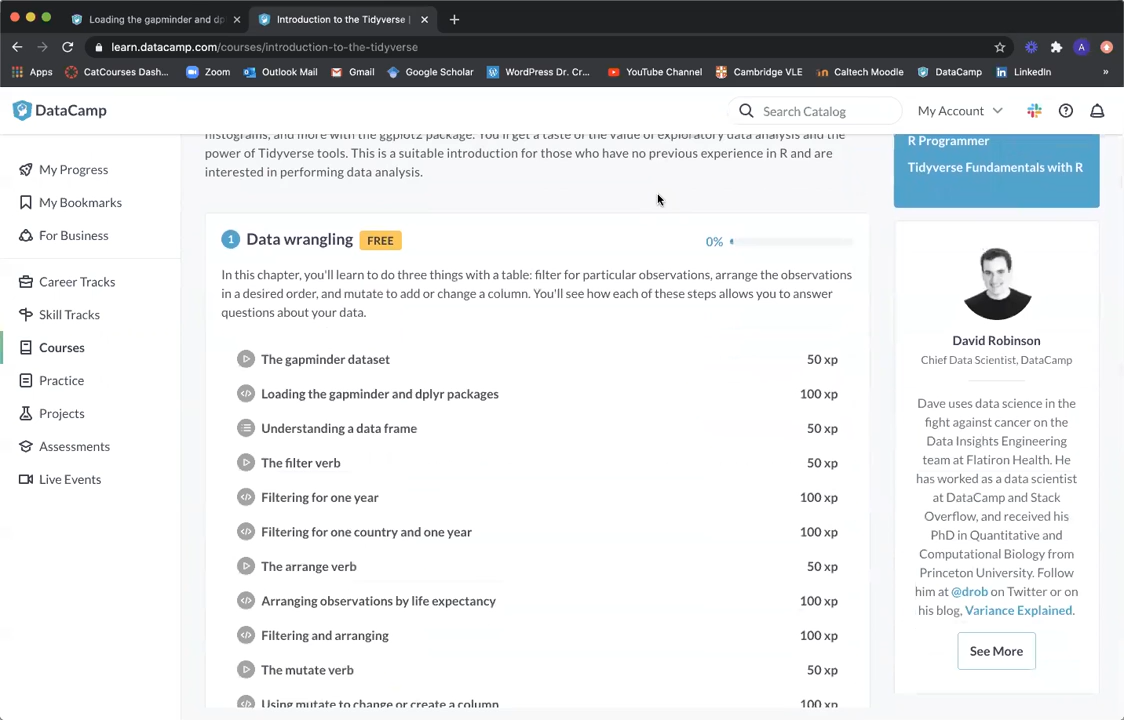 Loading the gapminder and dp
Introduction to the Tidyverse |
learn.datacamp.com/courses/introduction-to-the-tidyverse
A
Apps
CatCourses Dash...
Zoom
Outlook Mail
Gmail
Google Scholar
WordPress Dr. Cr...
YouTube Channel
Cambridge VLE
Caltech Moodle
DataCamp
LinkedIn
»
DataCamp
Search Catalog
My Account
My Progress
My Bookmarks
For Business
Career Tracks
Skill Tracks
Courses
Practice
Projects
Assessments
Live Events
histograms, and more with the ggplot2 package. You'll get a taste of the value of exploratory data analysis and the
power of Tidyverse tools. This is a suitable introduction for those who have no previous experience in R and are
interested in performing data analysis.
1 Data wrangling FREE 0%
In this chapter, you'll learn to do three things with a table: filter for particular observations, arrange the observations
in a desired order, and mutate to add or change a column. You'll see how each of these steps allows you to answer
questions about your data.
The gapminder dataset 50 xp
Loading the gapminder and dplyr packages 100 xp
Understanding a data frame 50 xp
The filter verb 50 xp
Filtering for one year 100 xp
Filtering for one country and one year 100 xp
The arrange verb 50 xp
Arranging observations by life expectancy 100 xp
Filtering and arranging 100 xp
The mutate verb 50 xp
Using mutate to change or create a column 100 xp
R Programmer
Tidyverse Fundamentals with R
David Robinson
Chief Data Scientist, DataCamp
Dave uses data science in the
fight against cancer on the
Data Insights Engineering
team at Flatiron Health. He
has worked as a data scientist
at DataCamp and Stack
Overflow, and received his
PhD in Quantitative and
Computational Biology from
Princeton University. Follow
him at @drob on Twitter or on
his blog, Variance Explained.
See More